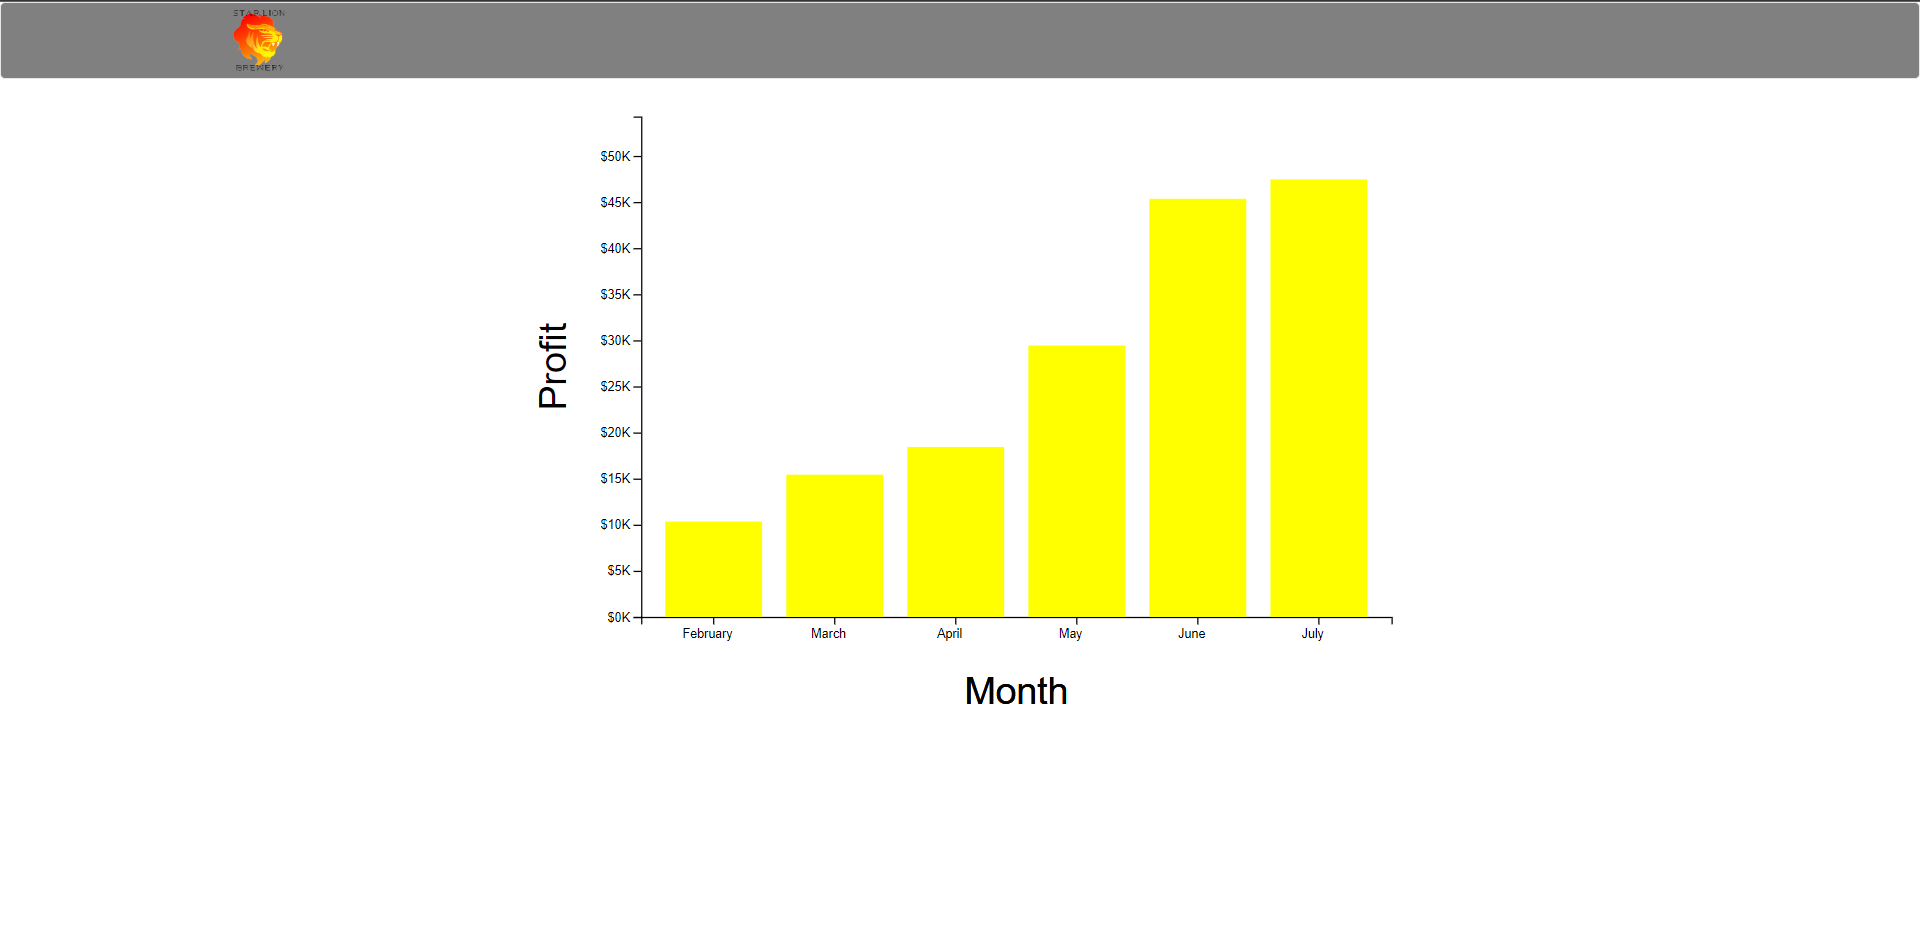 STAR LION
BREWERY
$50K
$45K
$40K
$35K
$30K
$25K
$20K
$15K
$10K
$5K
$0K
Profit
February March April May June July
Month